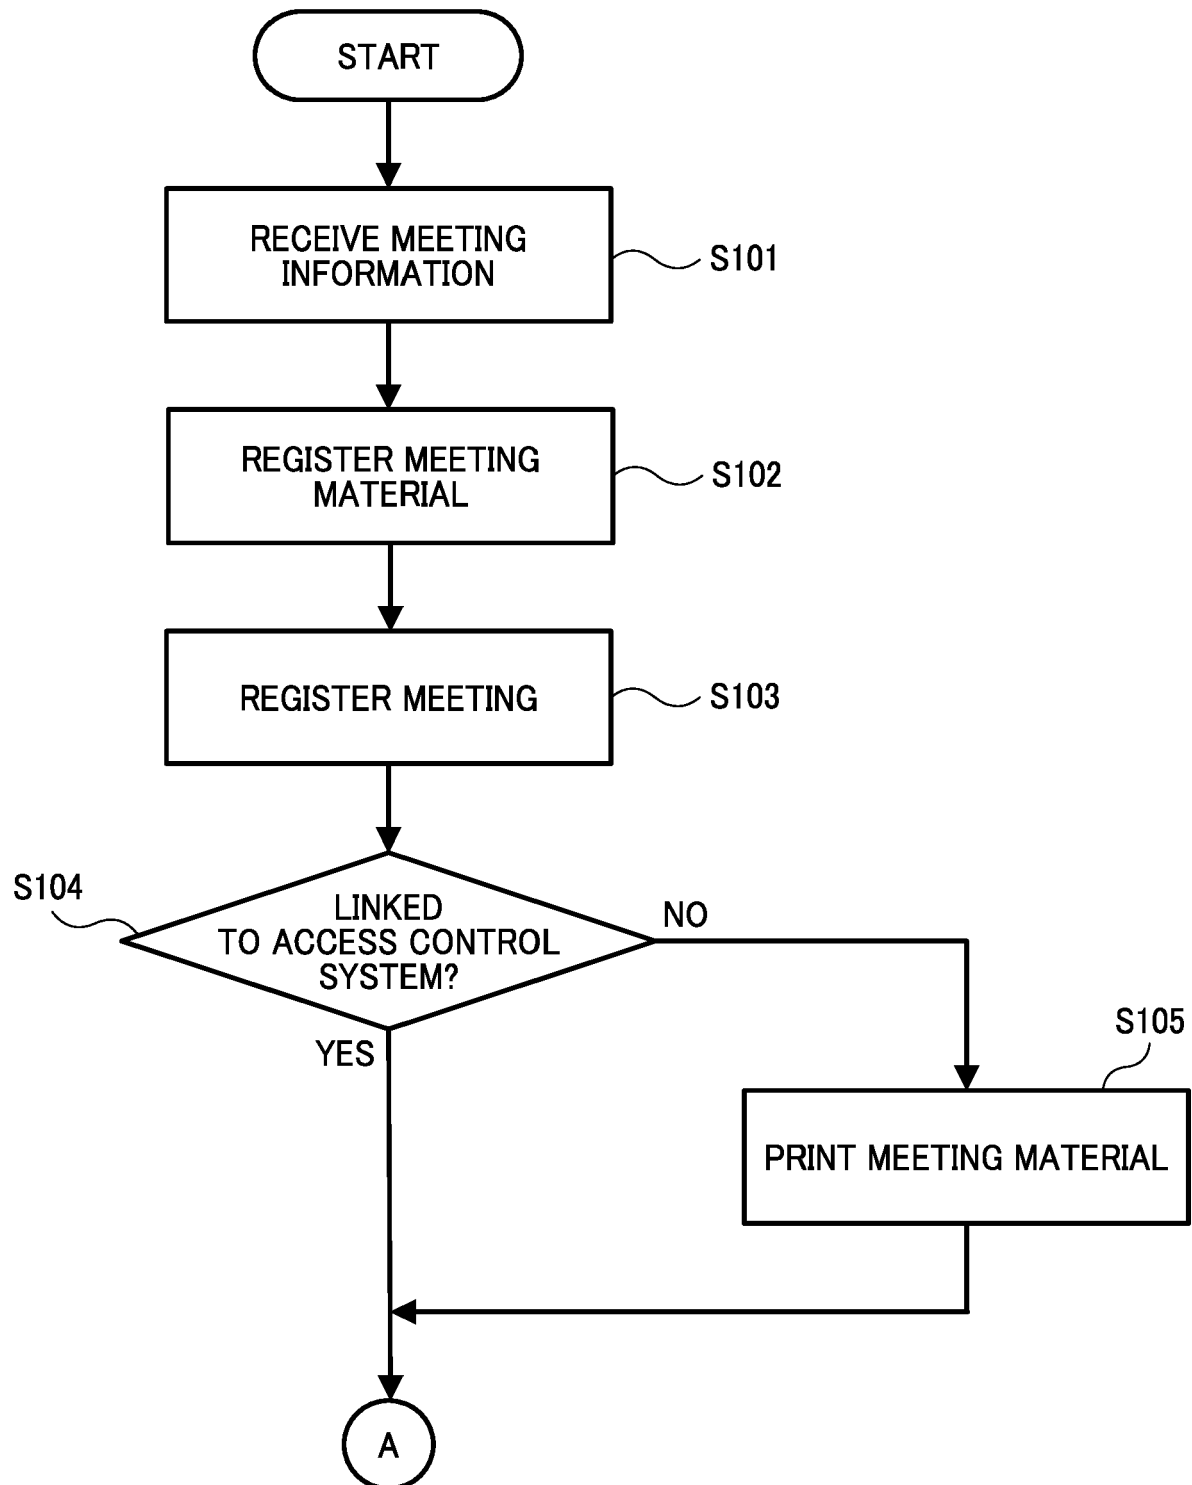 START
RECEIVE MEETING
INFORMATION
S101
REGISTER MEETING
MATERIAL
S102
REGISTER MEETING
S103
S104
LINKED
TO ACCESS CONTROL
SYSTEM?
NO
YES
S105
PRINT MEETING MATERIAL
A